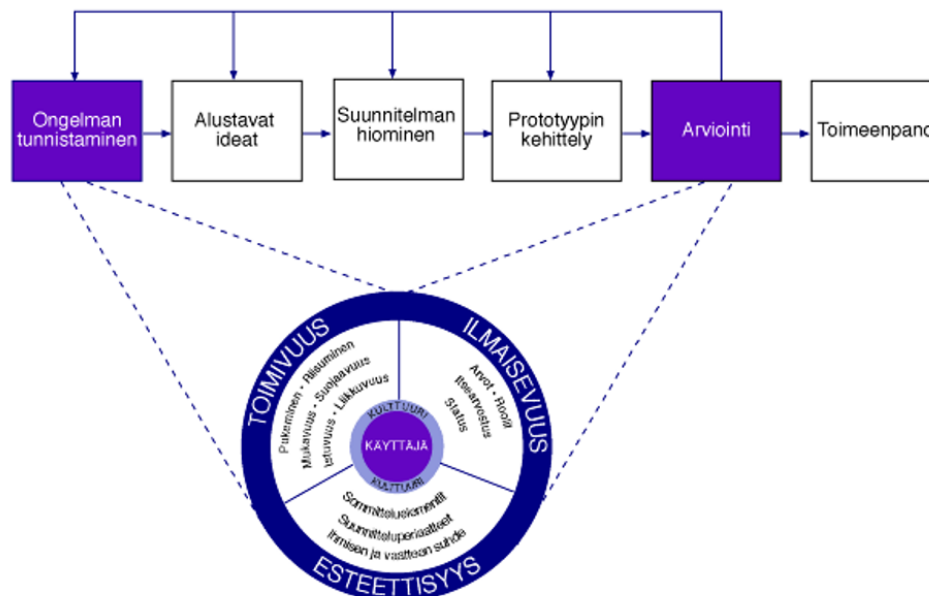 Ongelman
tunnistaminen
Alustavat
ideat
Suunnitelman
hiominen
Prototyypin
kehittely
Arviointi
Toimeenpano
TOIMIVUUS
Pukeminen • Riisuminen
Mukavuus • Suojaavuus
Istuvuus • Liikkuvuus
ILMAISEVUUS
Arvot • Rooli
Itsearvostus
Status
KULTTUURI
KÄYTTÄJÄ
KULTTUURI
Sommitteluelementit
Suunnitteluperiaatteet
Ihmisen ja vaatteen suhde
ESTEETTISYYS